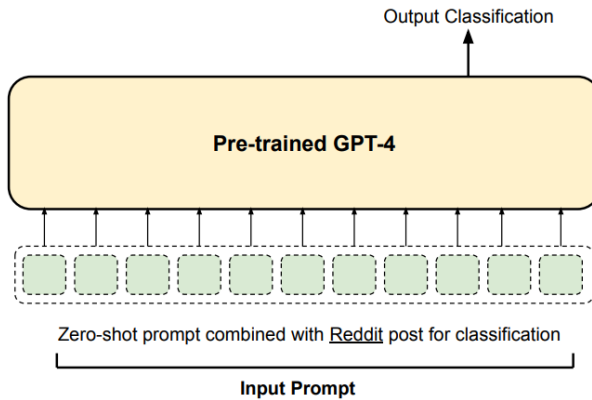 Output Classification
Pre-trained GPT-4
Zero-shot prompt combined with Reddit post for classification
Input Prompt